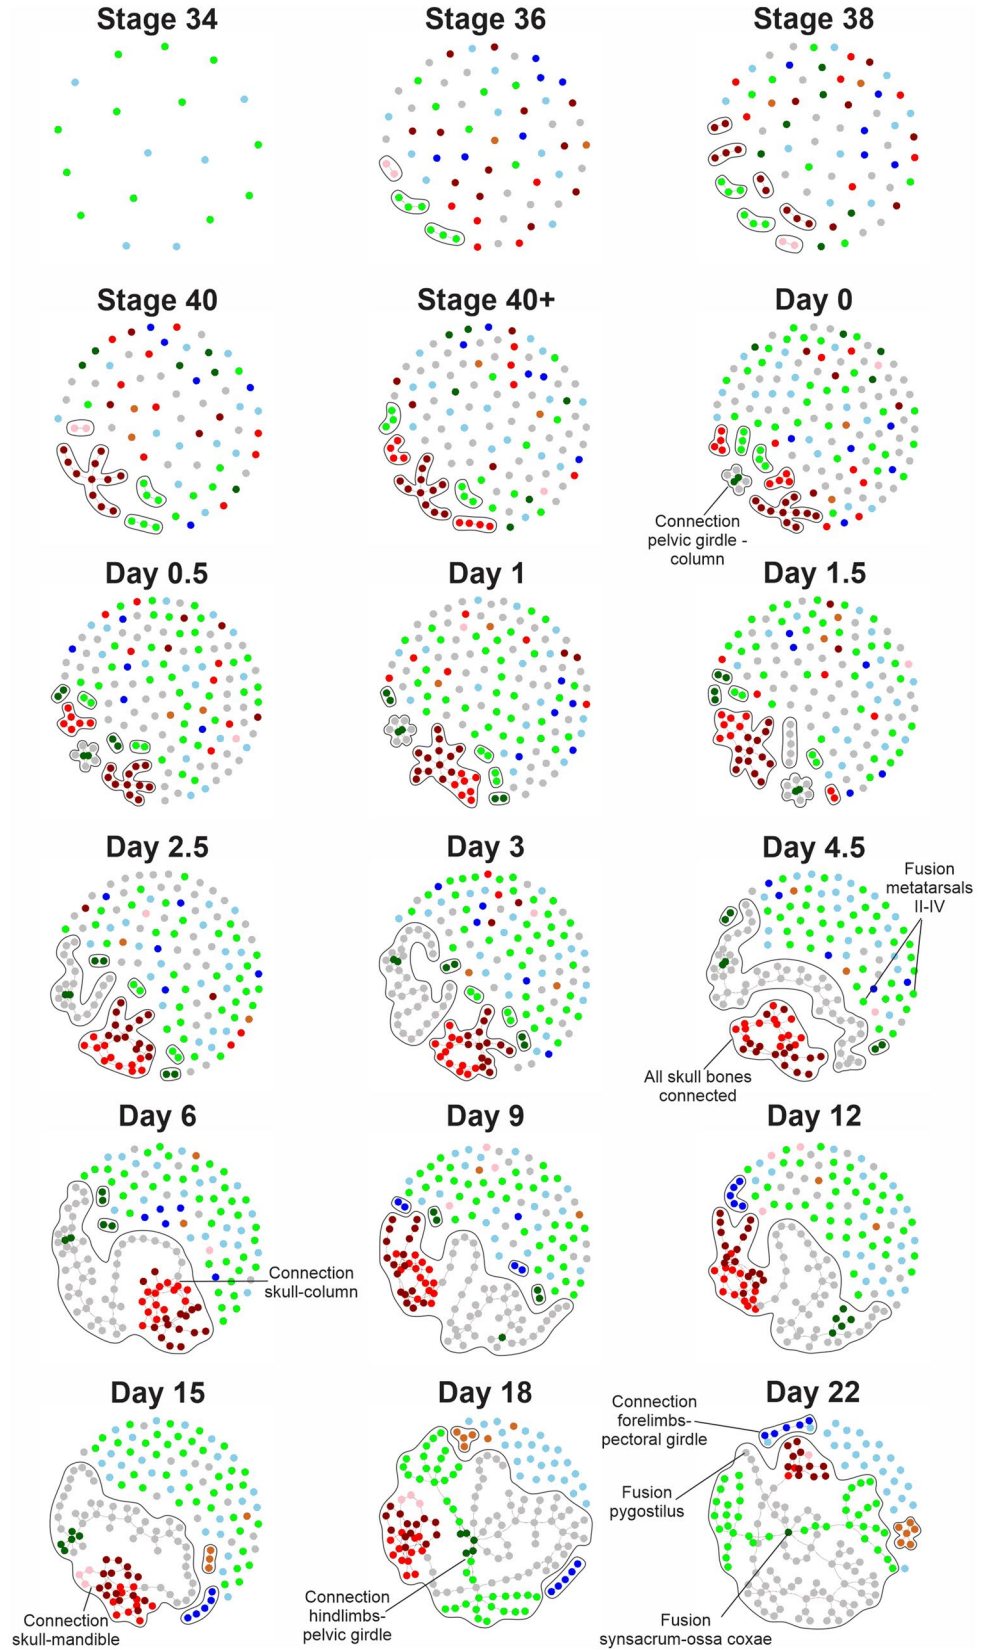 Stage 34
Stage 36
Stage 38
Stage 40
Stage 40+
Day 0
Connection
pelvic girdle -
column
Day 0.5
Day 1
Day 1.5
Day 2.5
Day 3
Day 4.5
Fusion
metatarsals
II-IV
All skull bones
connected
Day 6
Day 9
Day 12
Connection
skull-column
Day 15
Day 18
Day 22
Connection
forelimbs-
pectoral girdle
Fusion
pygostilus
Connection
skull-mandible
Connection
hindlimbs-
pelvic girdle
Fusion
synsacrum-ossa coxae